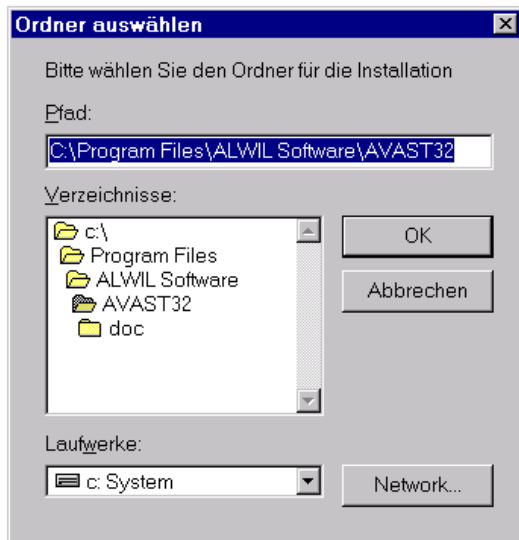 Ordner auswählen
Bitte wählen Sie den Ordner für die Installation
Pfad:
C:\Program Files\ALWIL Software\AVAST32
Verzeichnisse:
c:\
Program Files
ALWIL Software
AVAST32
doc
OK
Abbrechen
Laufwerke:
c: System
Network...